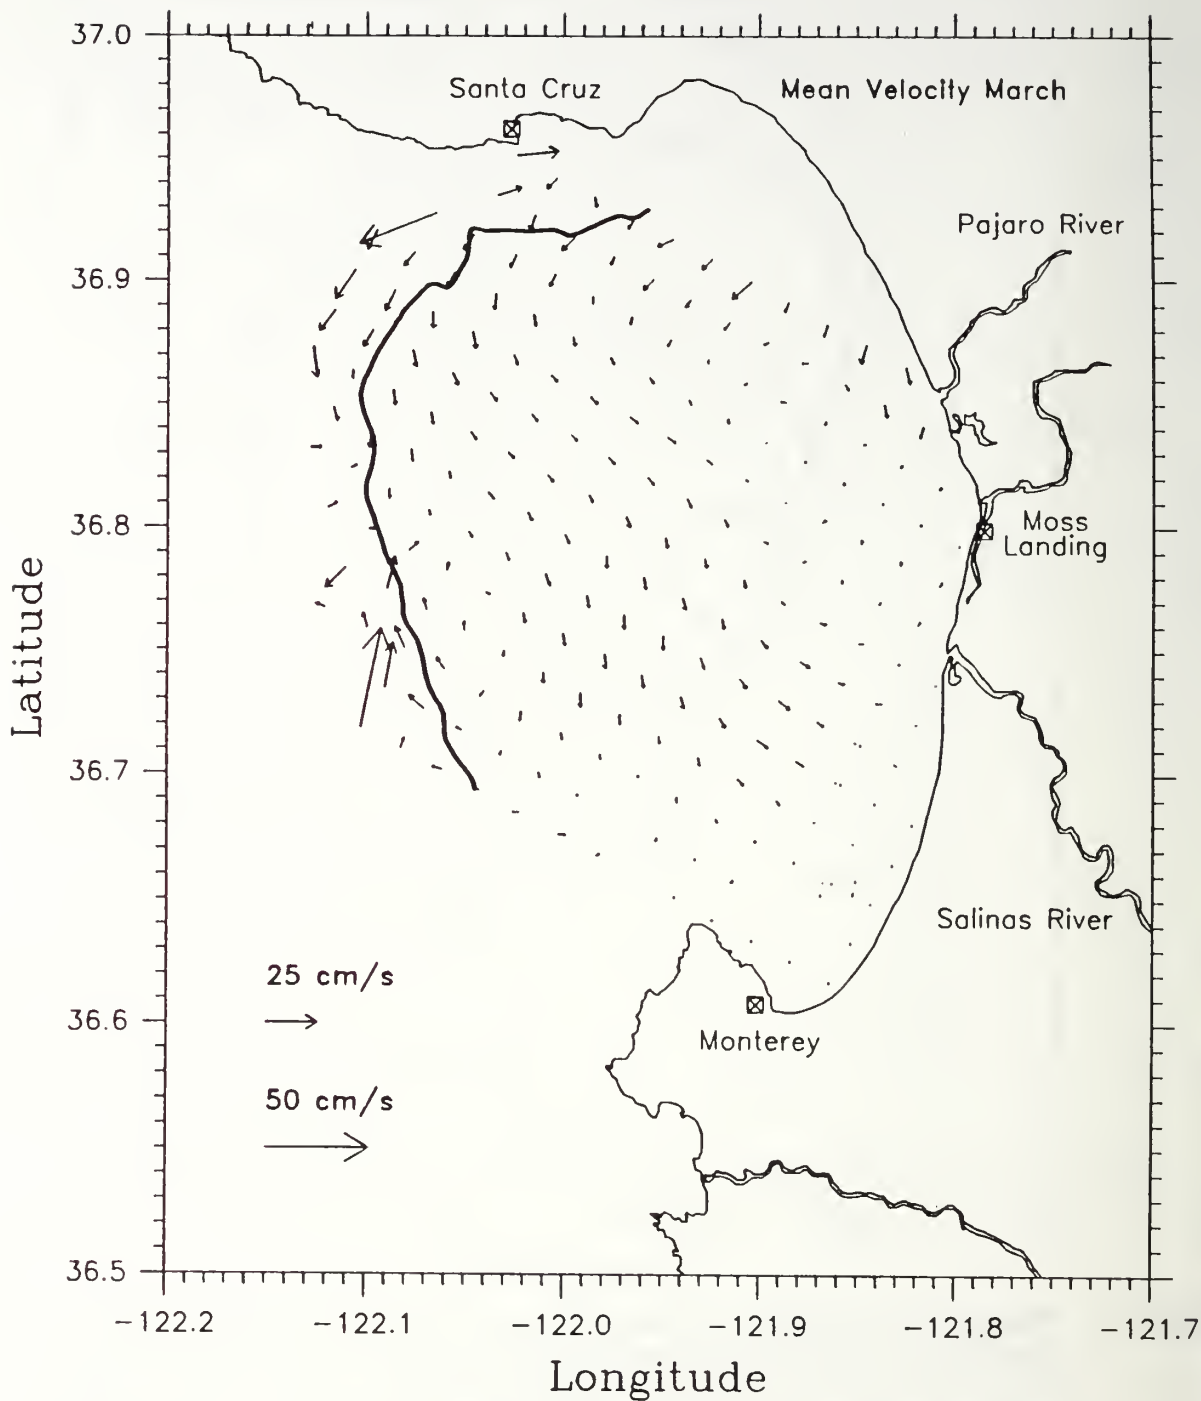 37.0
Santa Cruz
Mean Velocity March
Pajaro River
36.9
36.8
Moss
Landing
Latitude
36.7
Salinas River
25 cm/s
36.6
Monterey
50 cm/s
36.5
-122.2
-122.1
-122.0
-121.9
-121.8
-121.7
Longitude